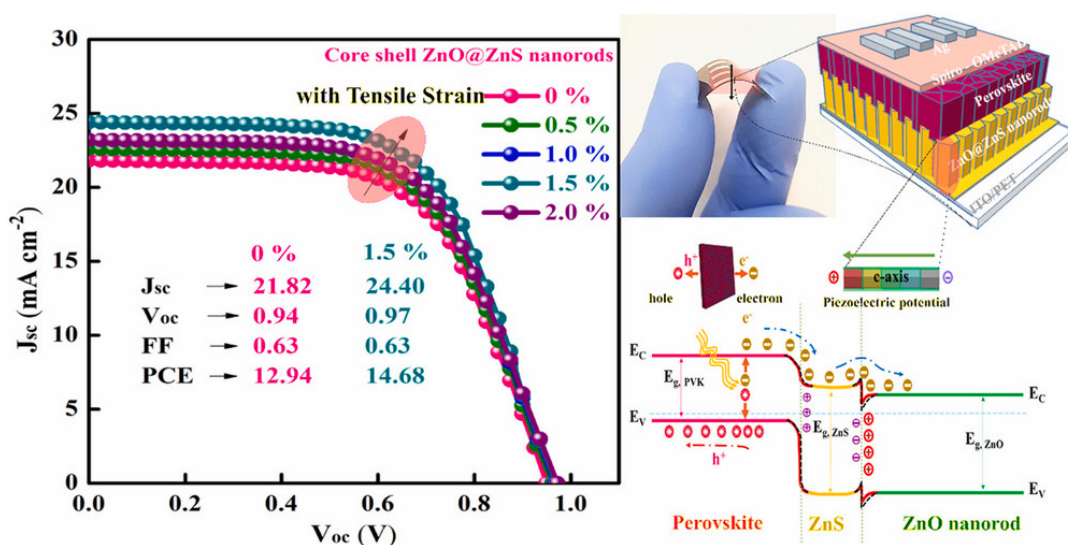 Core shell ZnO@ZnS nanorods
with Tensile Strain
0 %
0.5 %
1.0 %
1.5 %
2.0 %
30
25
20
15
10
5
0
Jsc (mA cm-2)
0 % 1.5 %
Jsc → 21.82 24.40
Voc → 0.94 0.97
FF → 0.63 0.63
PCE → 12.94 14.68
0.0 0.2 0.4 0.6 0.8 1.0
Voc (V)
Ag
Spiro - OMeTAD
Perovskite
ZnO@ZnS nanorods
ITO/PET
h+ e-
hole electron
c-axis
Piezoelectric potential
e-
EC
Eg, PVK
EV
h+
Eg, ZnS
EC
Eg, ZnO
EV
Perovskite ZnS ZnO nanorod